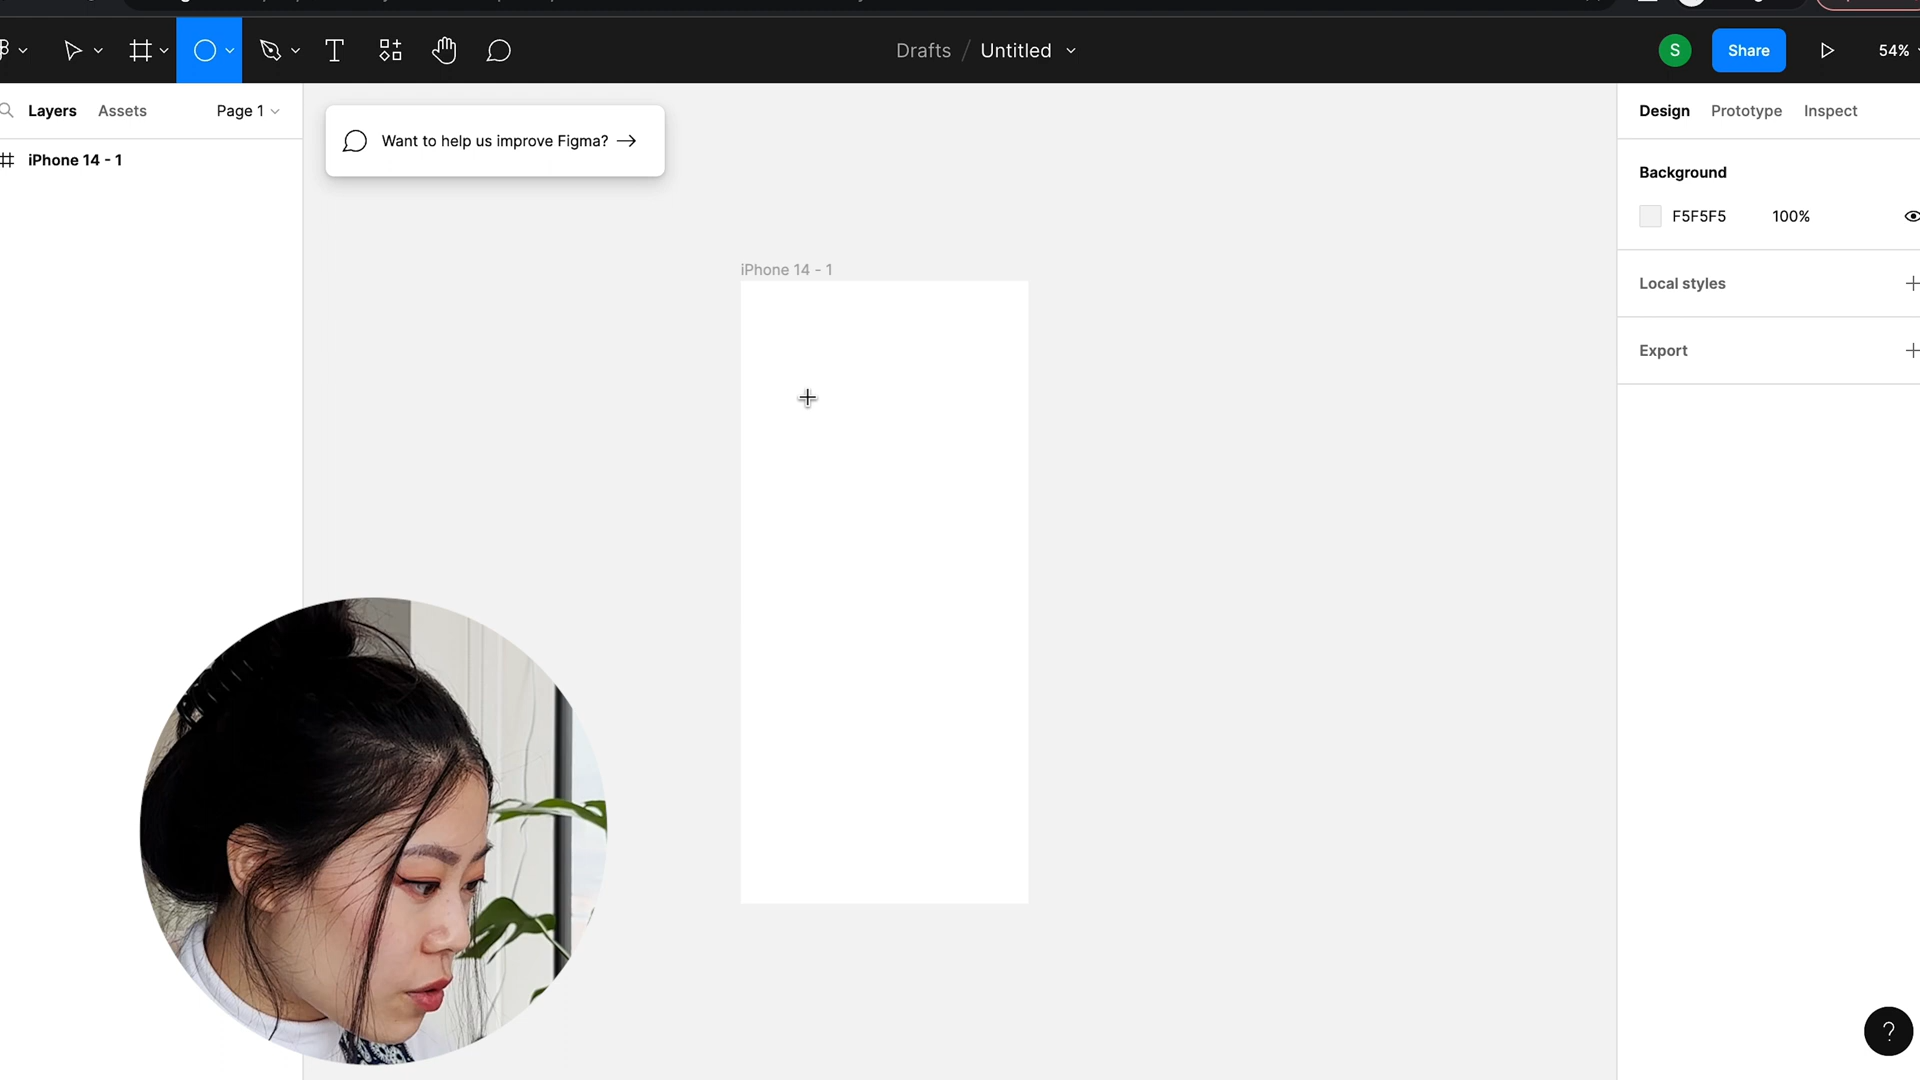 Drafts / Untitled
S
Share
54%
Layers
Assets
Page 1
iPhone 14 - 1
Want to help us improve Figma? →
iPhone 14 - 1
Design
Prototype
Inspect
Background
F5F5F5
100%
Local styles
Export
?